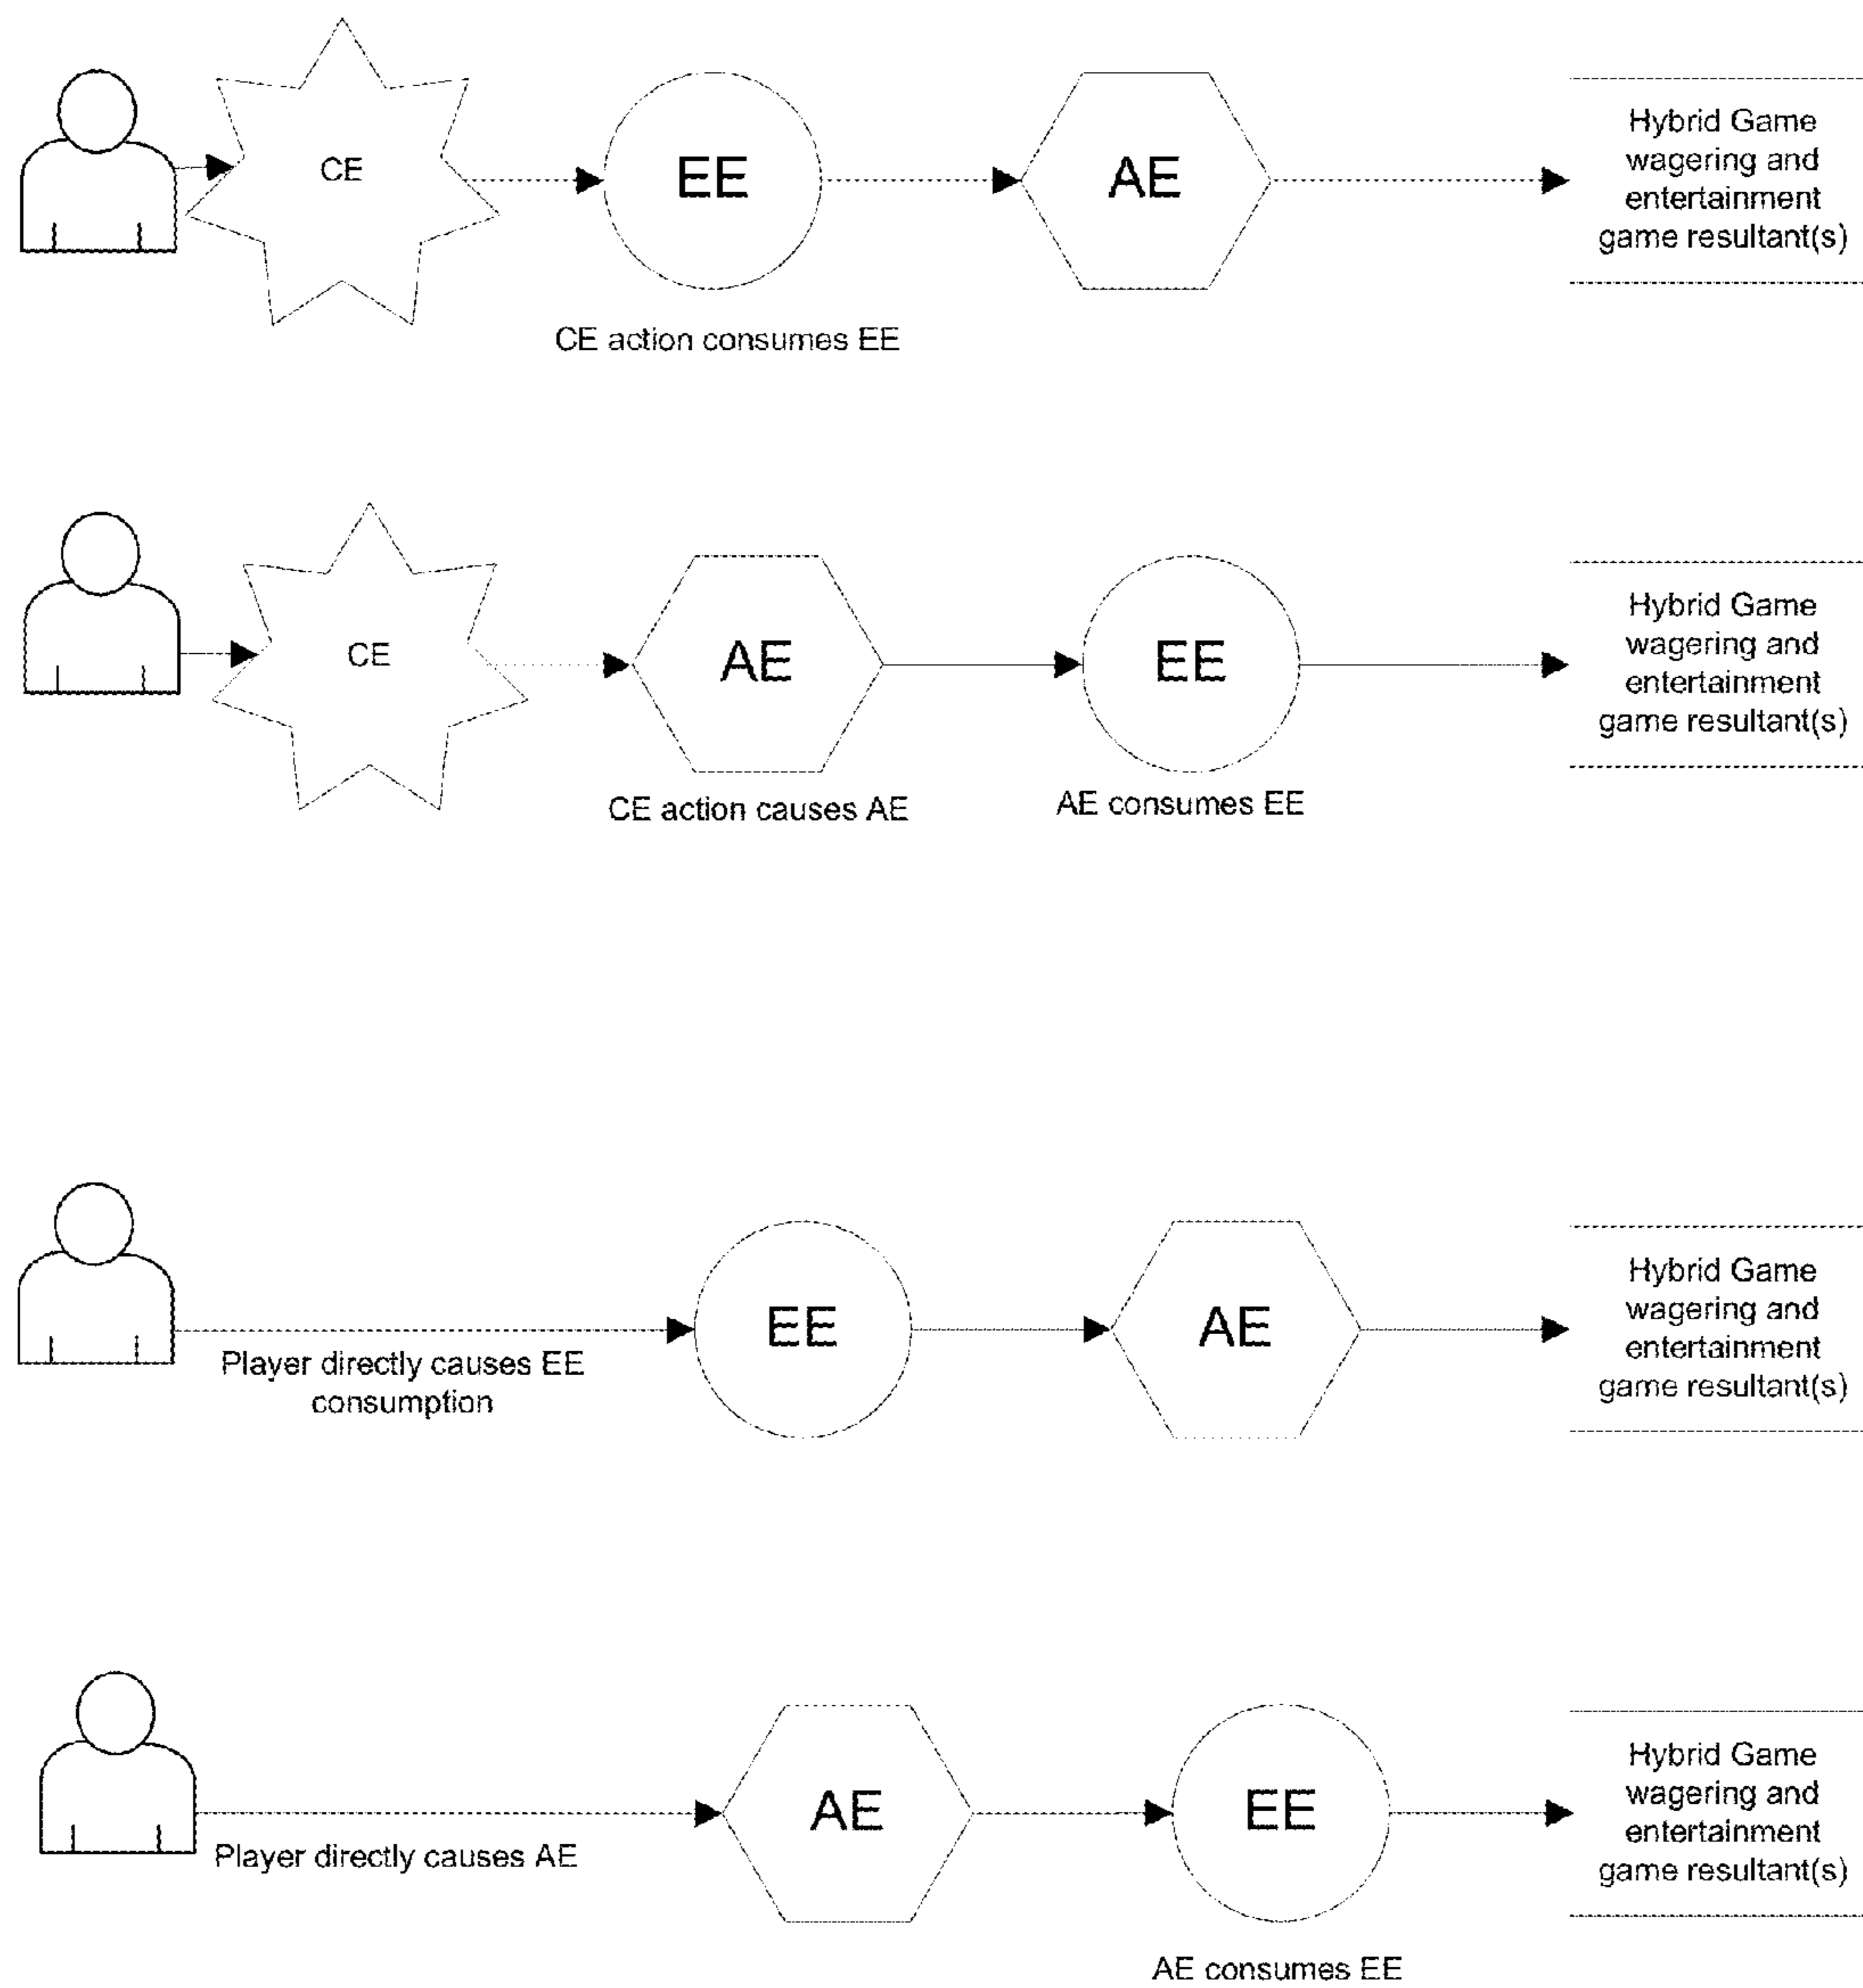 CE
EE
AE
Hybrid Game
wagering and
entertainment
game resultant(s)
CE action consumes EE
CE
AE
EE
Hybrid Game
wagering and
entertainment
game resultant(s)
CE action causes AE
AE consumes EE
EE
AE
Hybrid Game
wagering and
entertainment
game resultant(s)
Player directly causes EE
consumption
AE
EE
Hybrid Game
wagering and
entertainment
game resultant(s)
Player directly causes AE
AE consumes EE